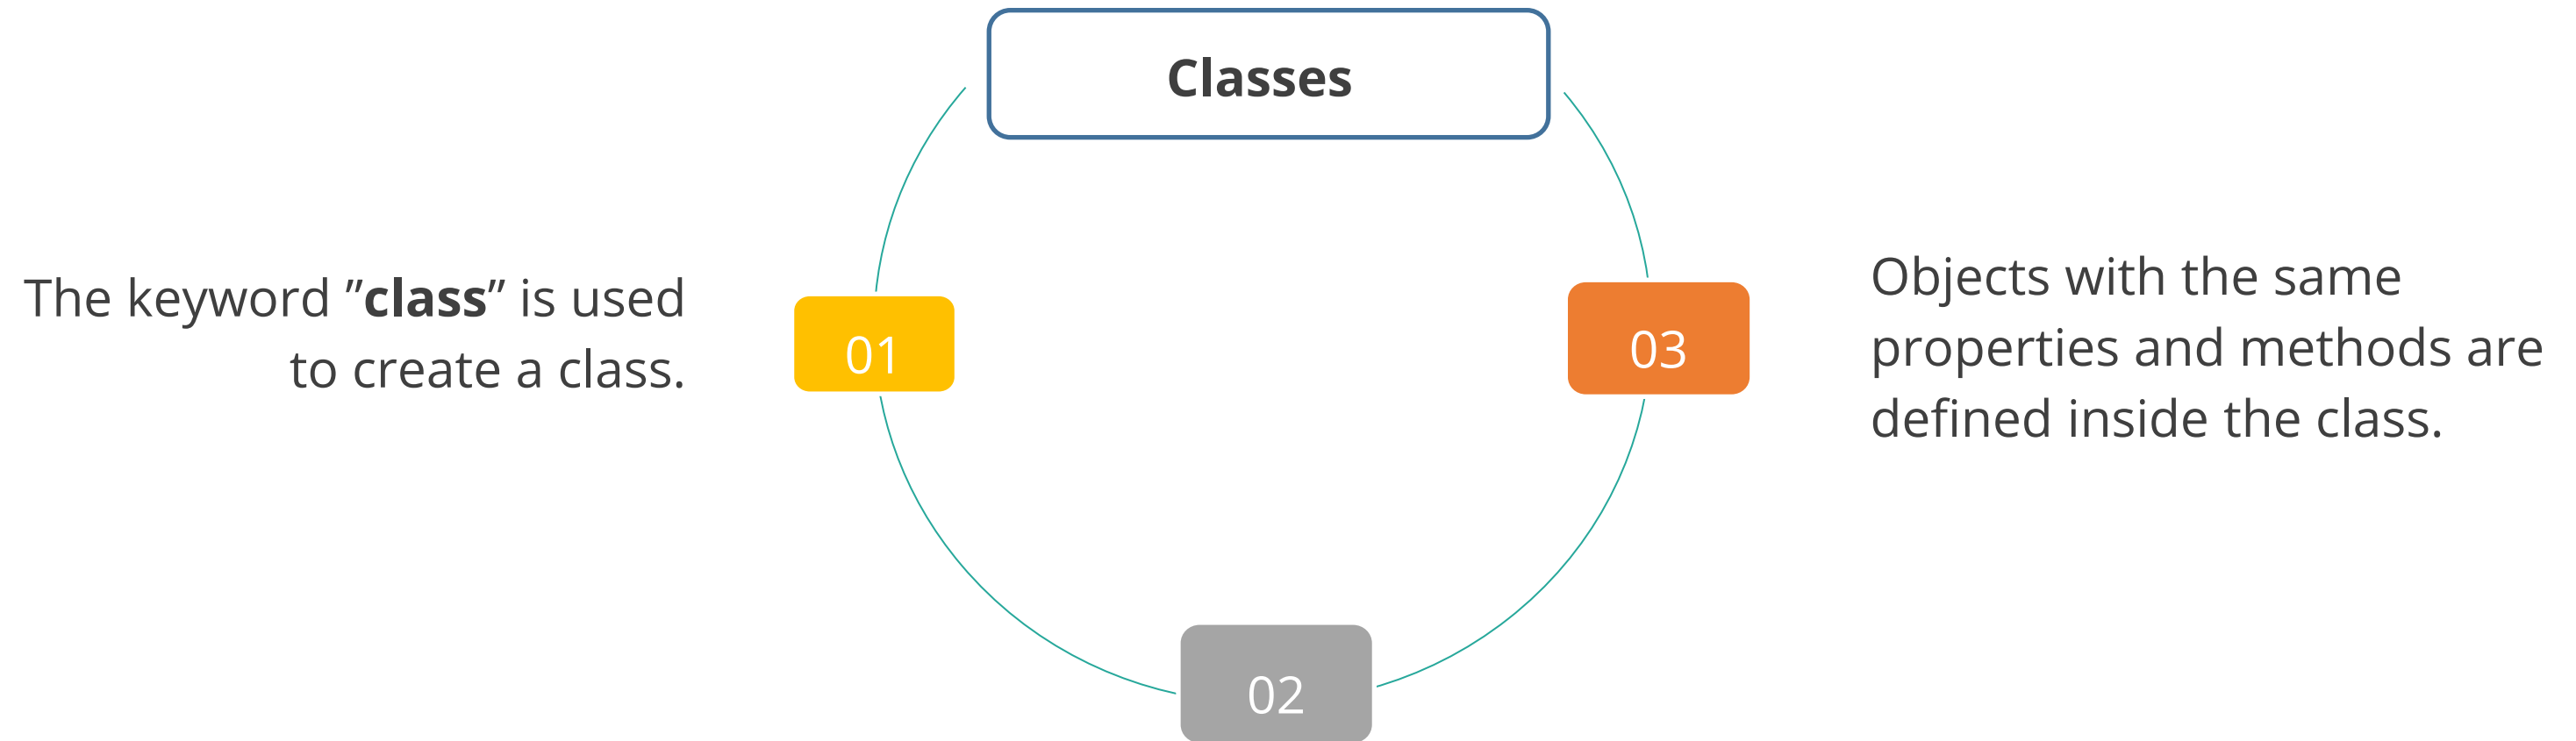 Classes
The keyword ”class” is used
to create a class.
01
02
03
Objects with the same
properties and methods are
defined inside the class.